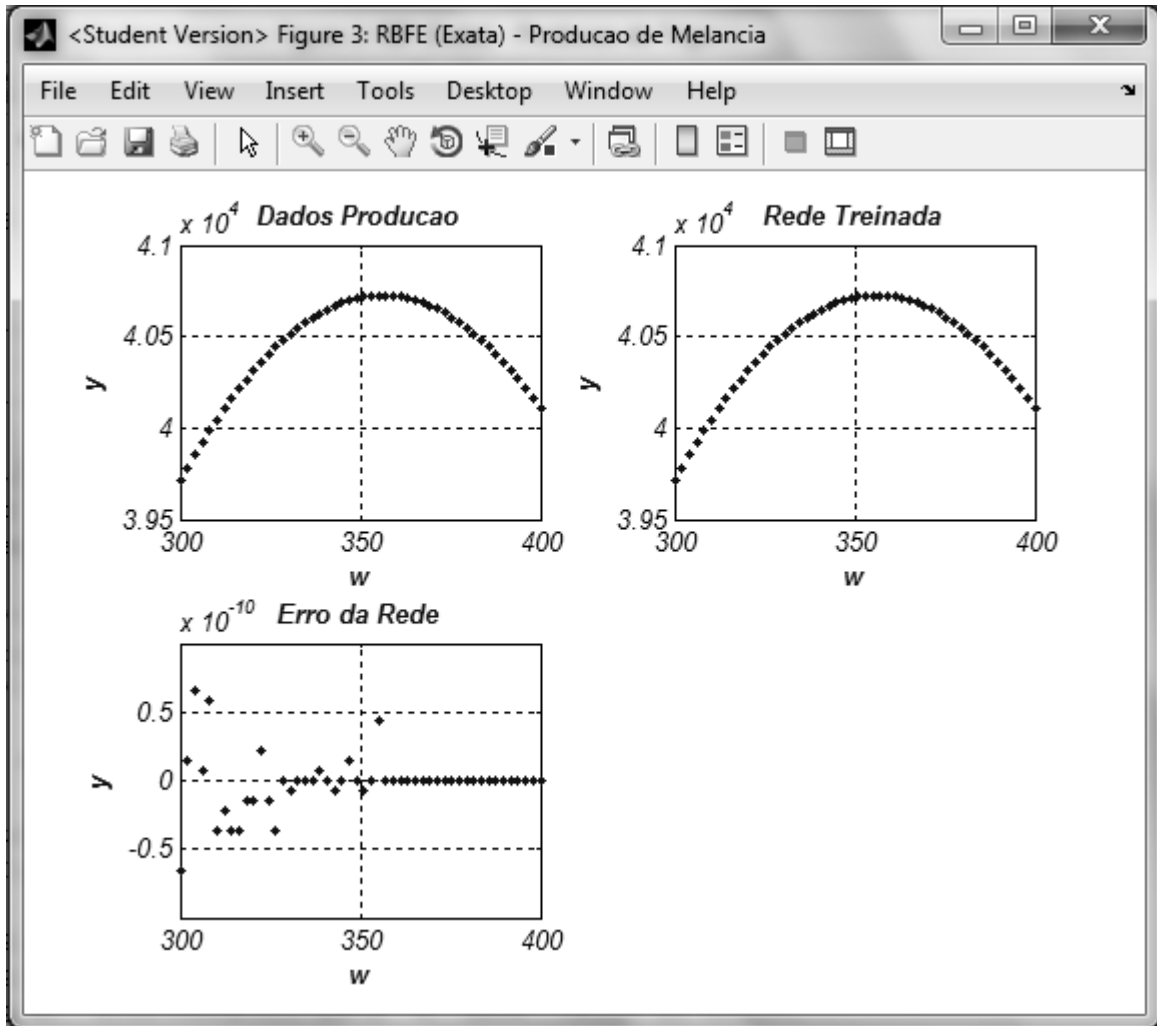 <Student Version> Figure 3: RBFE (Exata) - Producao de Melancia
File Edit View Insert Tools Desktop Window Help
x 10^4 Dados Producao
4.1
4.05
4
3.95
y
300 350 400
w
x 10^4 Rede Treinada
4.1
4.05
4
3.95
y
300 350 400
w
x 10^-10 Erro da Rede
0.5
0
-0.5
y
300 350 400
w